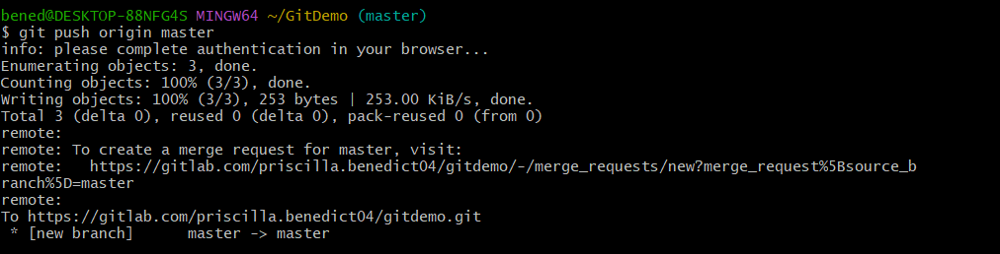 bened@DESKTOP-88NFG4S MINGW64 ~/GitDemo (master)
$ git push origin master
info: please complete authentication in your browser...
Enumerating objects: 3, done.
Counting objects: 100% (3/3), done.
Writing objects: 100% (3/3), 253 bytes | 253.00 KiB/s, done.
Total 3 (delta 0), reused 0 (delta 0), pack-reused 0 (from 0)
remote:
remote: To create a merge request for master, visit:
remote:   https://gitlab.com/priscilla.benedict04/gitdemo/-/merge_requests/new?merge_request%5Bsource_b
ranch%5D=master
remote:
To https://gitlab.com/priscilla.benedict04/gitdemo.git
 * [new branch]      master -> master